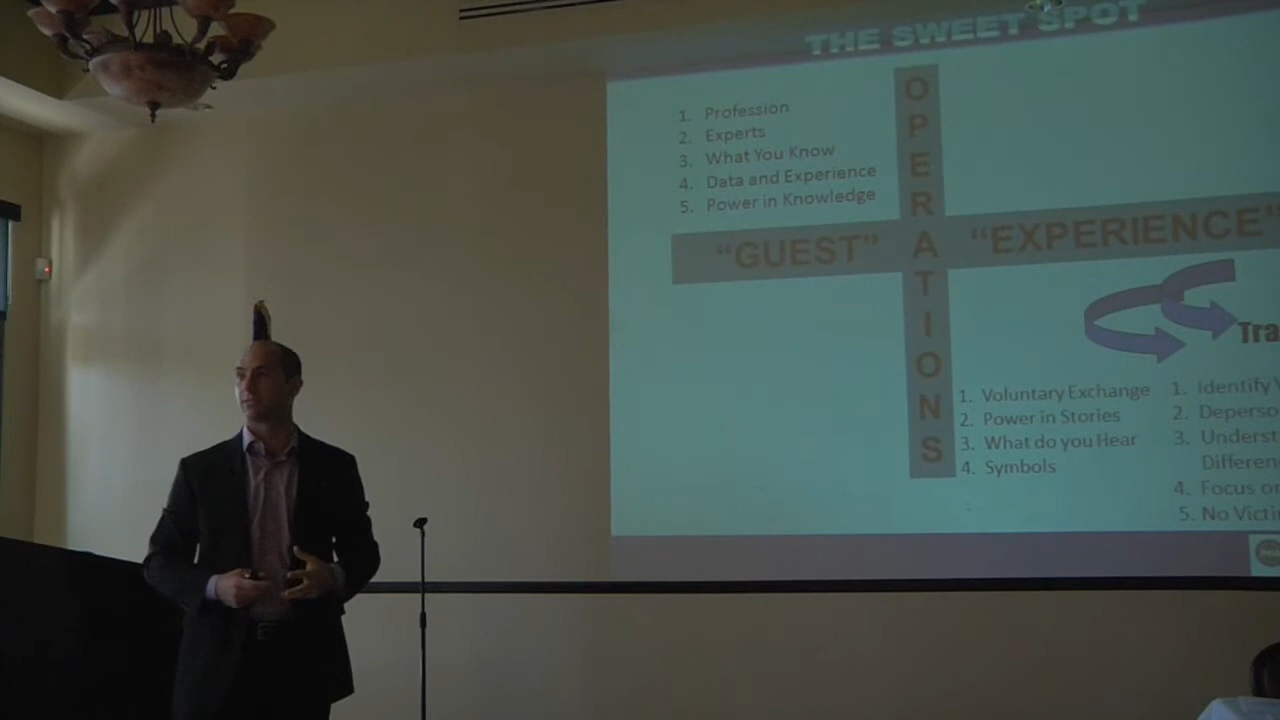 THE SWEET SPOT
1. Profession
2. Experts
3. What You Know
4. Data and Experience
5. Power in Knowledge
OPERATIONS
"GUEST" "EXPERIENCE"
Tra
1. Voluntary Exchange
2. Power in Stories
3. What do you Hear
4. Symbols
1. Identify
2. Deperso
3. Underst
Differen
4. Focus
5. No Victi